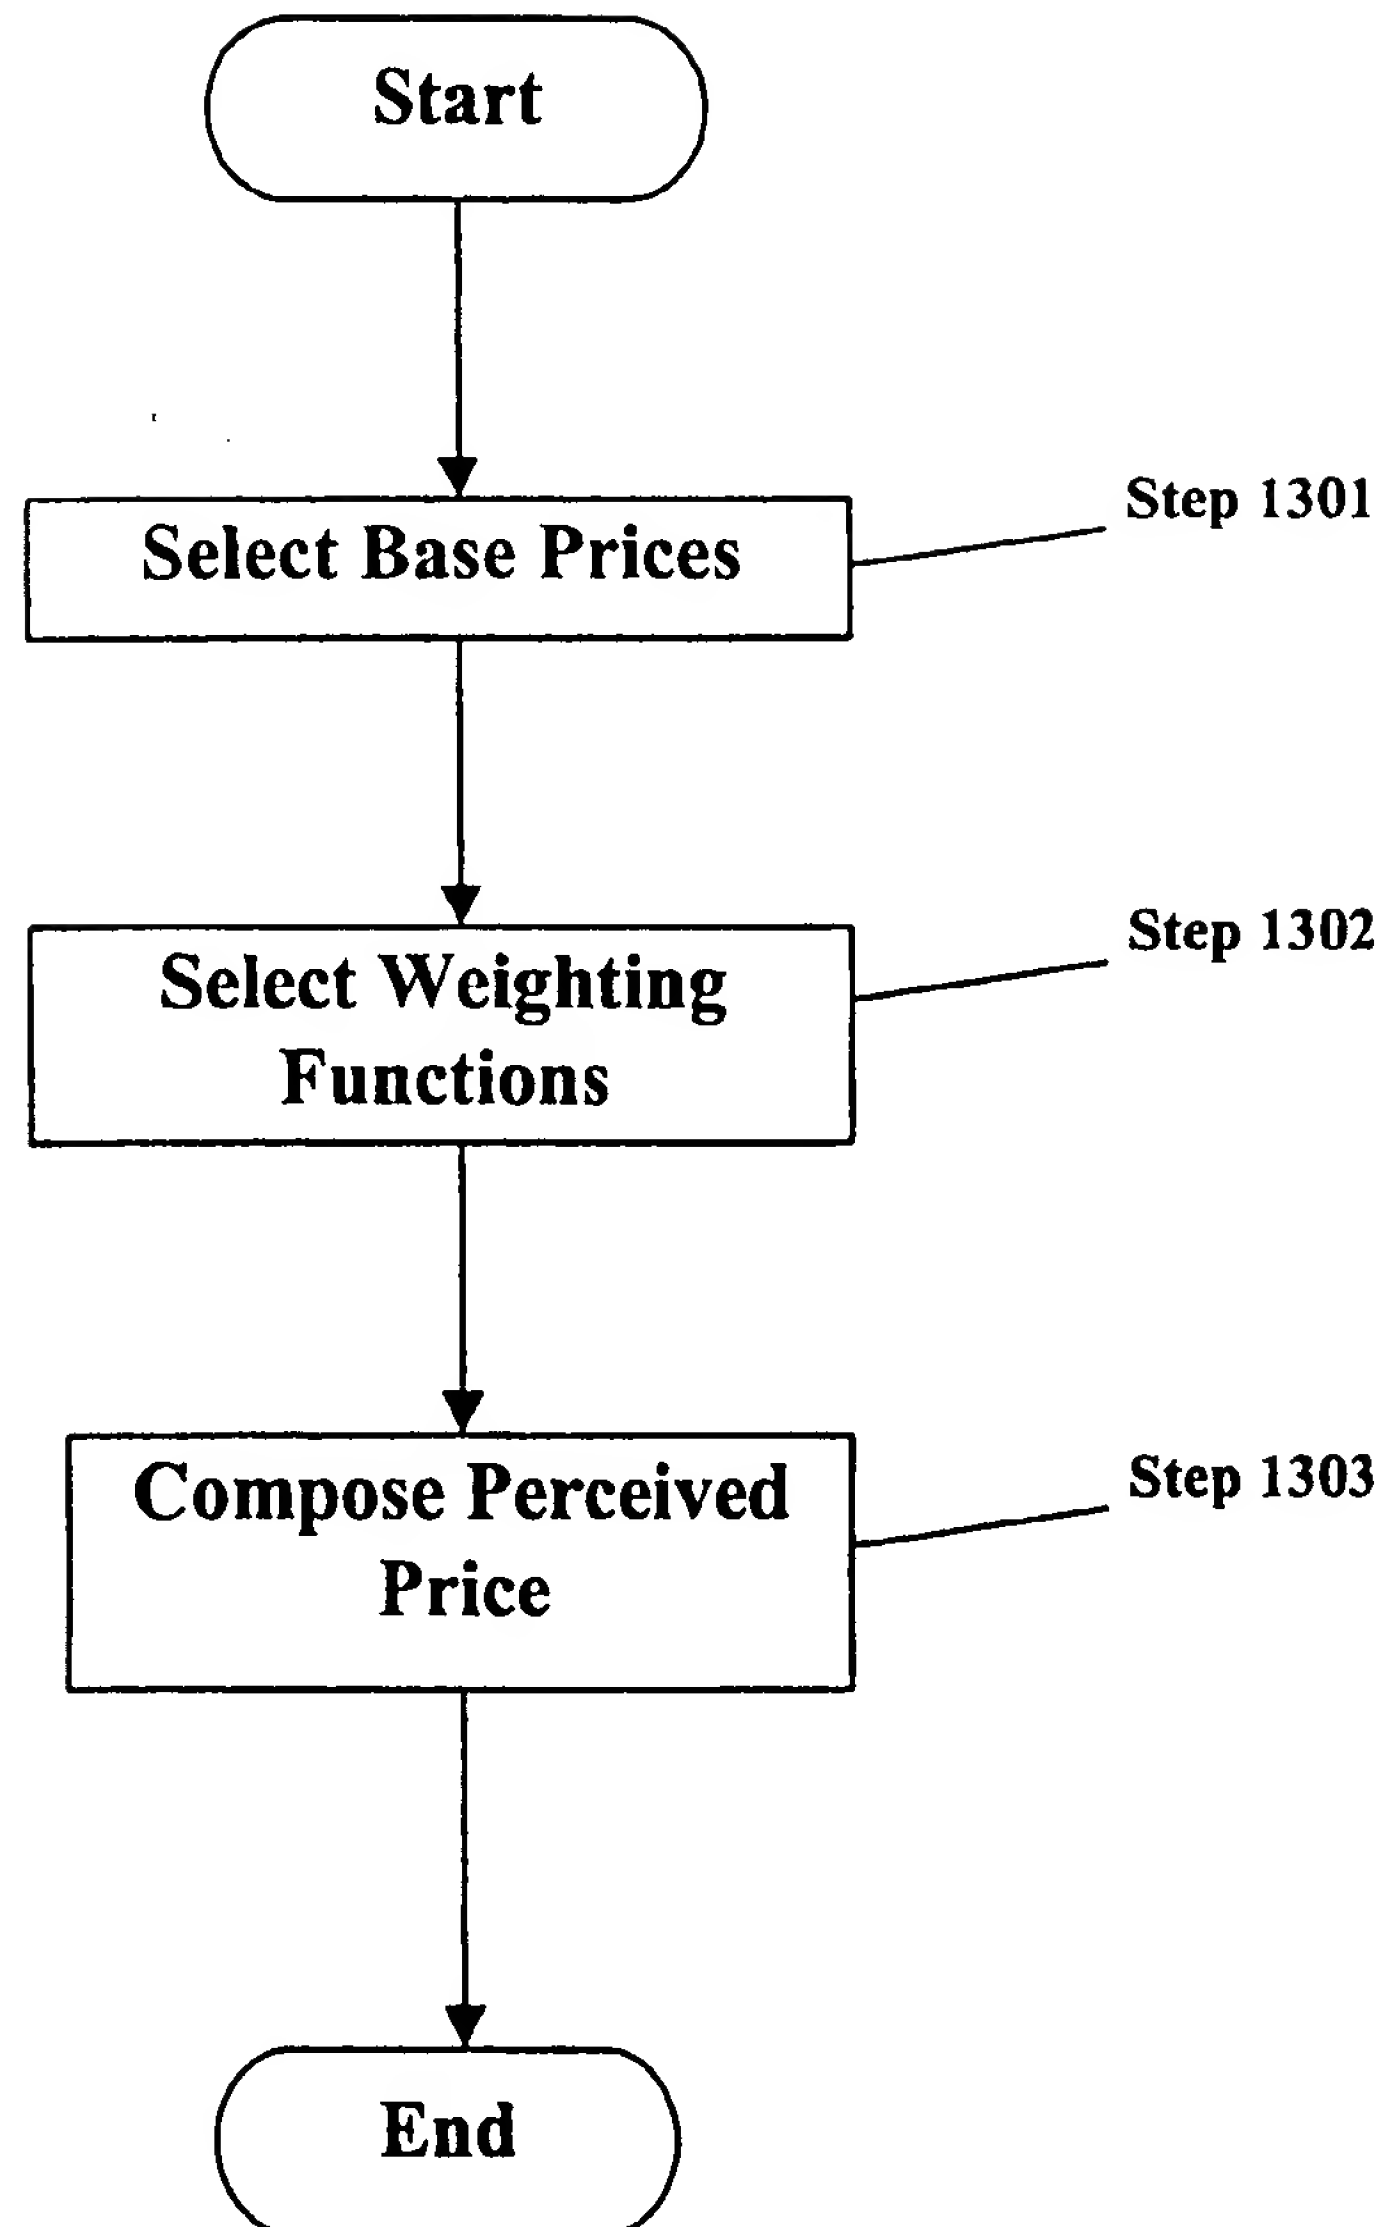 Start
Select Base Prices
Step 1301
Select Weighting
Functions
Step 1302
Compose Perceived
Price
Step 1303
End